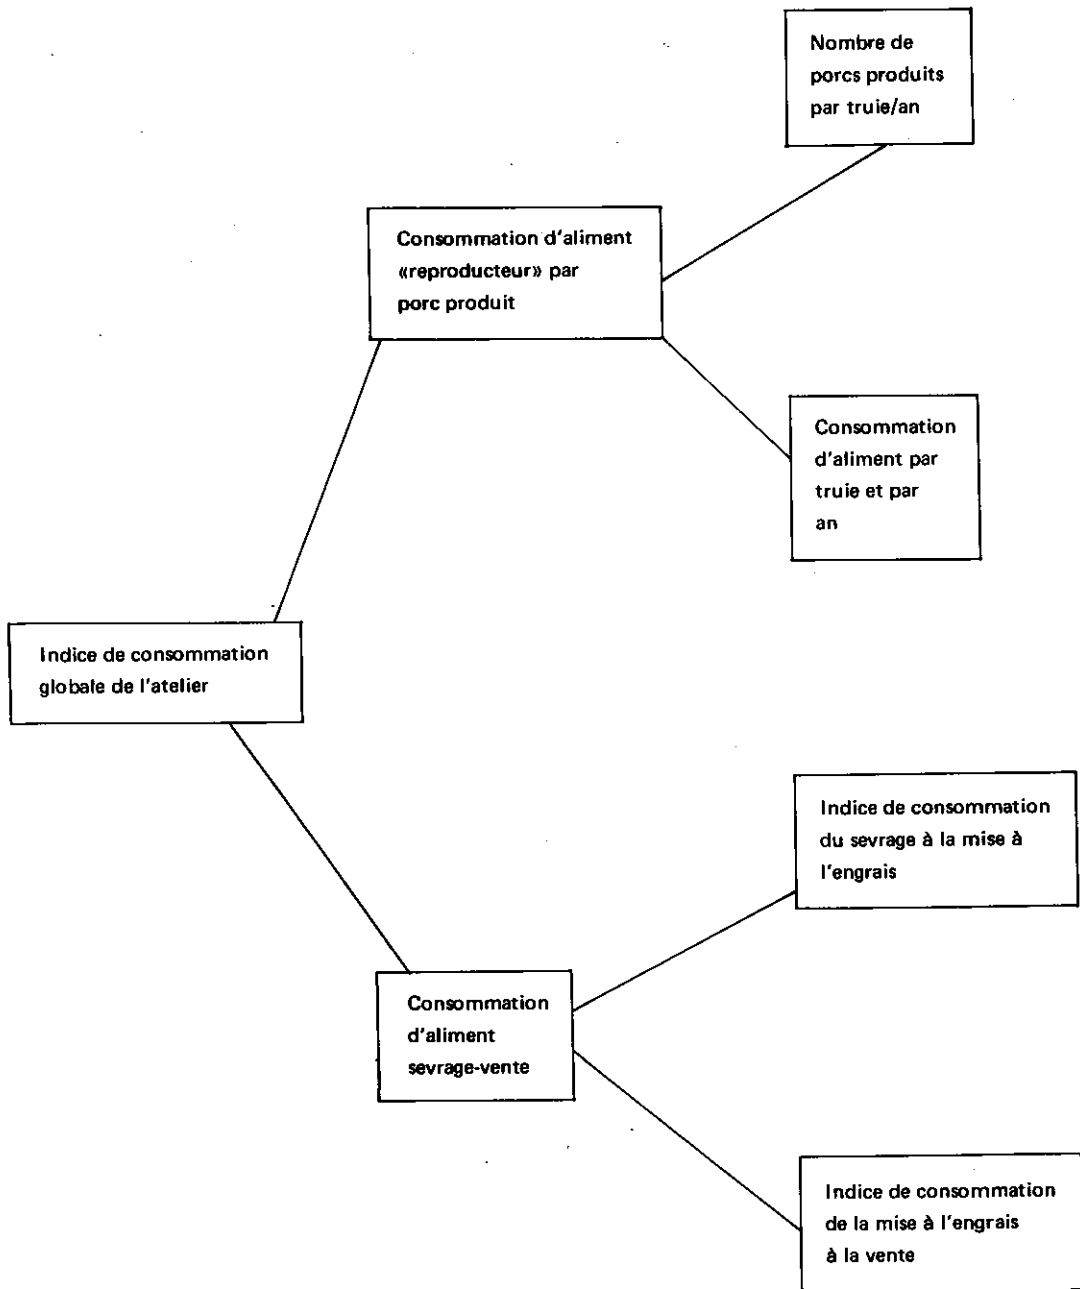 Nombre de
porcs produits
par truie/an
Consommation d'aliment
«reproducteur» par
porc produit
Consommation
d'aliment par
truie et par
an
Indice de consommation
globale de l'atelier
Indice de consommation
du sevrage à la mise à
l'engrais
Consommation
d'aliment
sevrage-vente
Indice de consommation
de la mise à l'engrais
à la vente